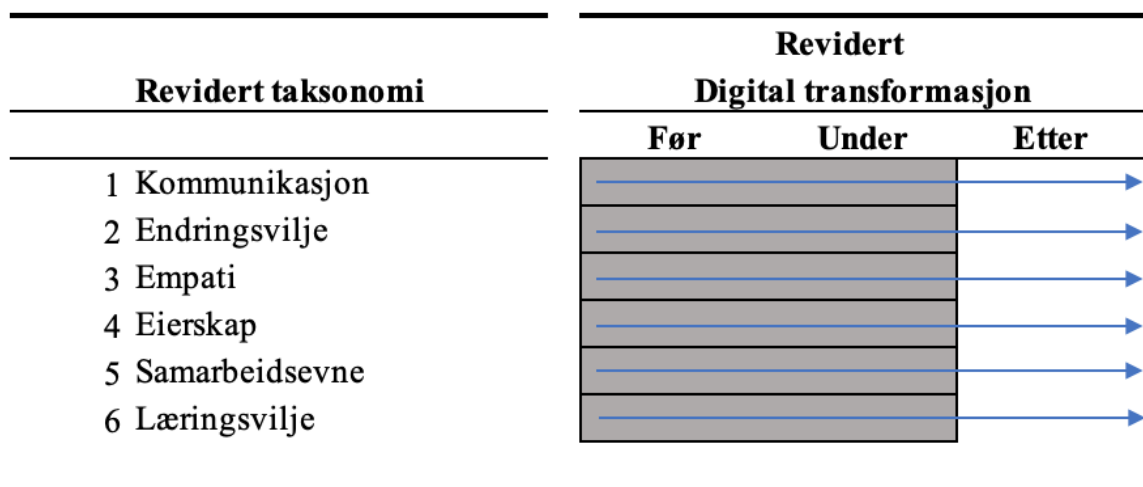 Revidert taksonomi
Revidert
Digital transformasjon
Før Under Etter
1 Kommunikasjon
2 Endringsvilje
3 Empati
4 Eierskap
5 Samarbeidsevne
6 Læringsvilje